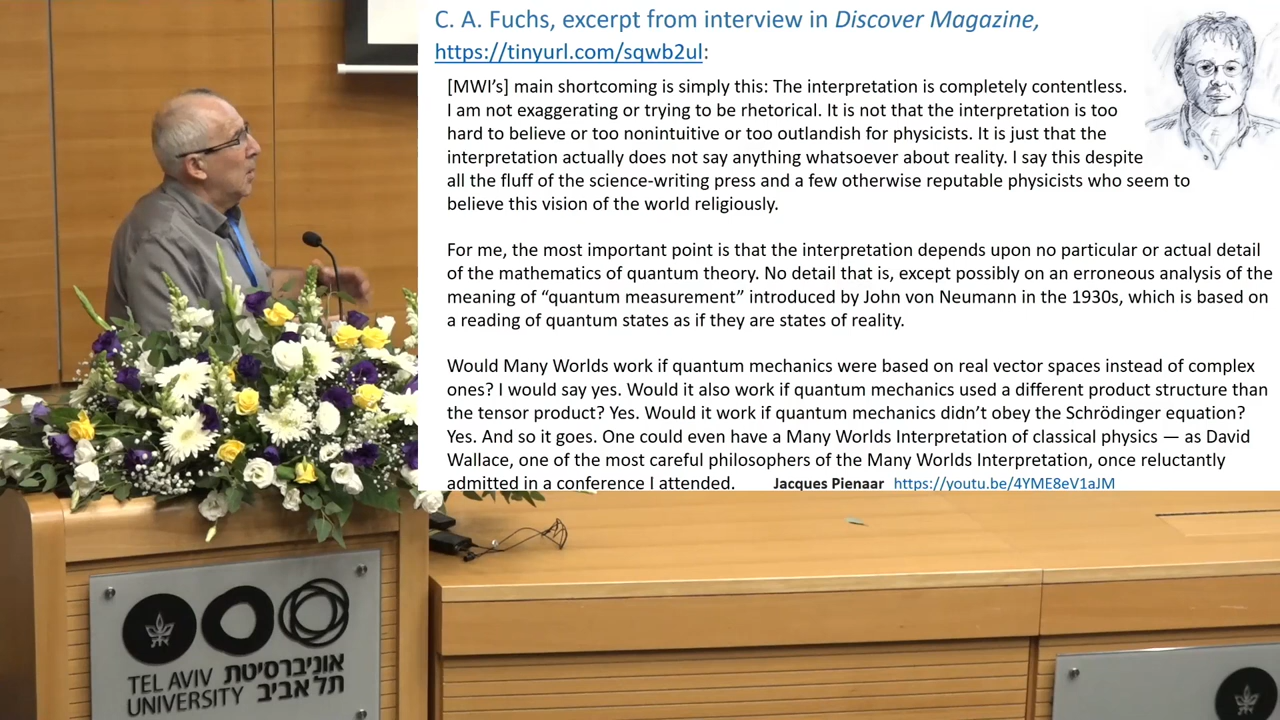 C. A. Fuchs, excerpt from interview in Discover Magazine,
https://tinyurl.com/sqwb2ul:
[MWI’s] main shortcoming is simply this: The interpretation is completely contentless.
I am not exaggerating or trying to be rhetorical. It is not that the interpretation is too
hard to believe or too nonintuitive or too outlandish for physicists. It is just that the
interpretation actually does not say anything whatsoever about reality. I say this despite
all the fluff of the science-writing press and a few otherwise reputable physicists who seem to
believe this vision of the world religiously.
For me, the most important point is that the interpretation depends upon no particular or actual detail
of the mathematics of quantum theory. No detail that is, except possibly on an erroneous analysis of the
meaning of “quantum measurement” introduced by John von Neumann in the 1930s, which is based on
a reading of quantum states as if they are states of reality.
Would Many Worlds work if quantum mechanics were based on real vector spaces instead of complex
ones? I would say yes. Would it also work if quantum mechanics used a different product structure than
the tensor product? Yes. Would it work if quantum mechanics didn’t obey the Schrödinger equation?
Yes. And so it goes. One could even have a Many Worlds Interpretation of classical physics — as David
Wallace, one of the most careful philosophers of the Many Worlds Interpretation, once reluctantly
admitted in a conference I attended. Jacques Pienaar https://youtu.be/4YME8eV1aJM
TEL AVIV אוניברסיטת
UNIVERSITY תל אביב